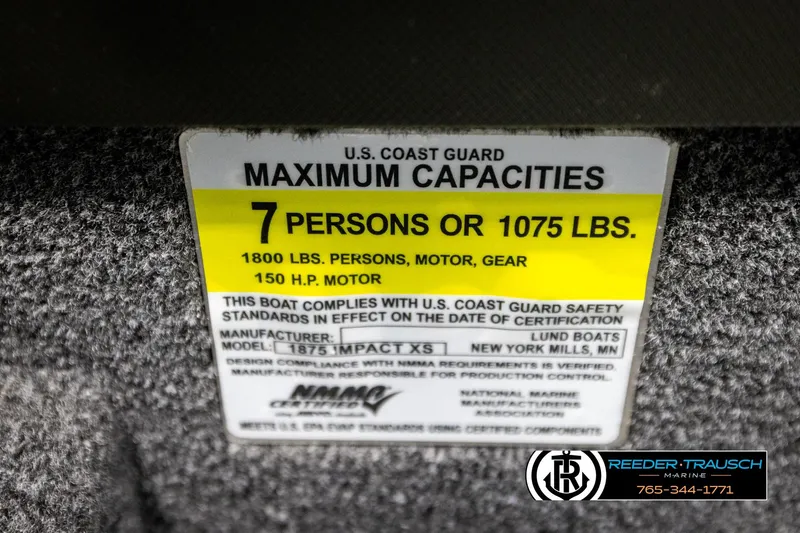 U.S. COAST GUARD
MAXIMUM CAPACITIES
7 PERSONS OR 1075 LBS.
1800 LBS. PERSONS, MOTOR, GEAR
150 H.P. MOTOR
THIS BOAT COMPLIES WITH U.S. COAST GUARD SAFETY
STANDARDS IN EFFECT ON THE DATE OF CERTIFICATION
MANUFACTURER: LUND BOATS
MODEL: 1875 IMPACT XS NEW YORK MILLS, MN
DESIGN COMPLIANCE WITH NMMA REQUIREMENTS IS VERIFIED.
MANUFACTURER RESPONSIBLE FOR PRODUCTION CONTROL.
NMMA
CERTIFIED
NATIONAL MARINE
MANUFACTURERS
ASSOCIATION
MEETS U.S. EPA EVAP STANDARDS USING CERTIFIED COMPONENTS
REEDER·TRAUSCH
MARINE
765-344-1771